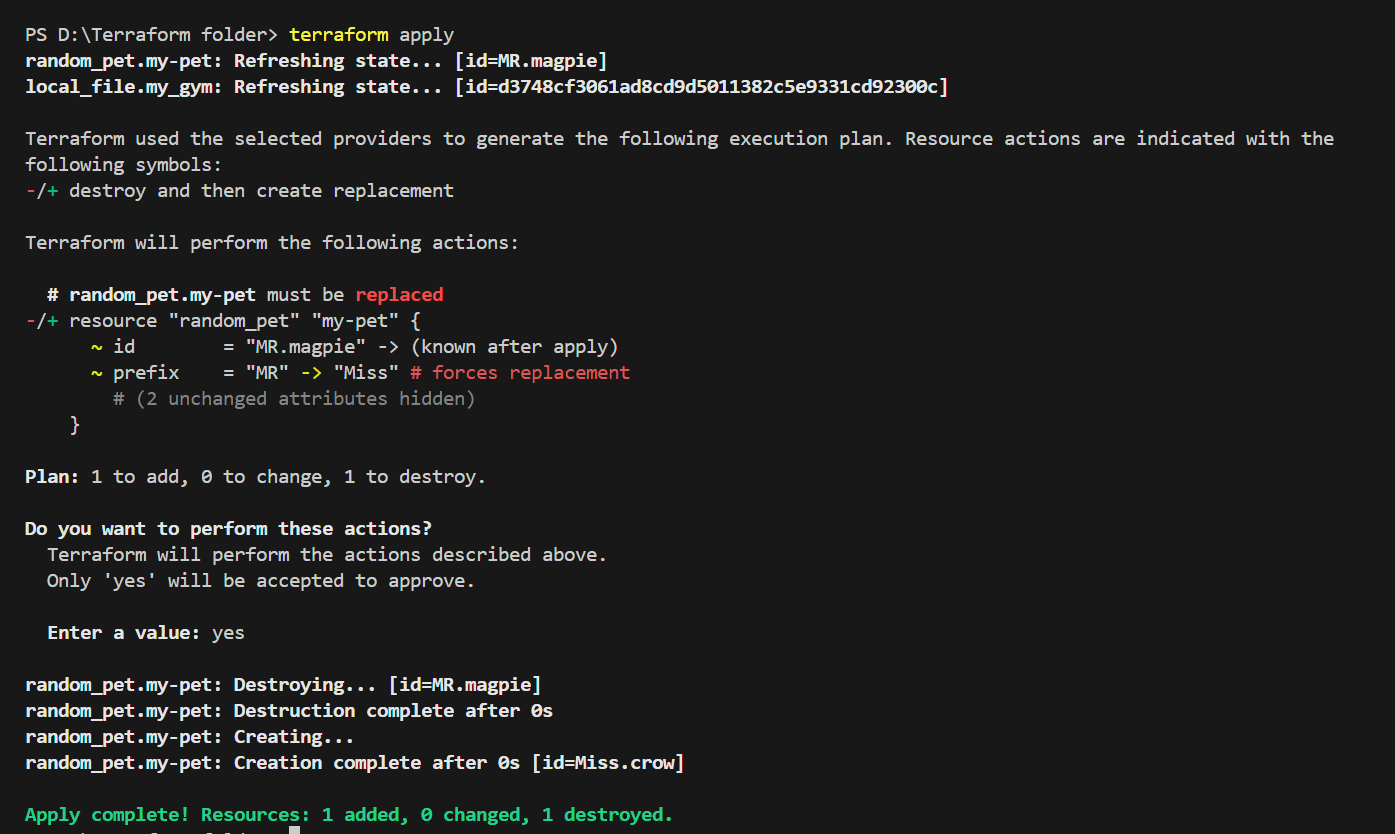 PS D:\Terraform folder> terraform apply
random_pet.my-pet: Refreshing state... [id=MR.magpie]
local_file.my_gym: Refreshing state... [id=d3748cf3061ad8cd9d5011382c5e9331cd92300c]
Terraform used the selected providers to generate the following execution plan. Resource actions are indicated with the
following symbols:
-/+ destroy and then create replacement
Terraform will perform the following actions:
# random_pet.my-pet must be replaced
-/+ resource "random_pet" "my-pet" {
~ id        = "MR.magpie" -> (known after apply)
~ prefix    = "MR" -> "Miss" # forces replacement
# (2 unchanged attributes hidden)
}
Plan: 1 to add, 0 to change, 1 to destroy.
Do you want to perform these actions?
Terraform will perform the actions described above.
Only 'yes' will be accepted to approve.
Enter a value: yes
random_pet.my-pet: Destroying... [id=MR.magpie]
random_pet.my-pet: Destruction complete after 0s
random_pet.my-pet: Creating...
random_pet.my-pet: Creation complete after 0s [id=Miss.crow]
Apply complete! Resources: 1 added, 0 changed, 1 destroyed.